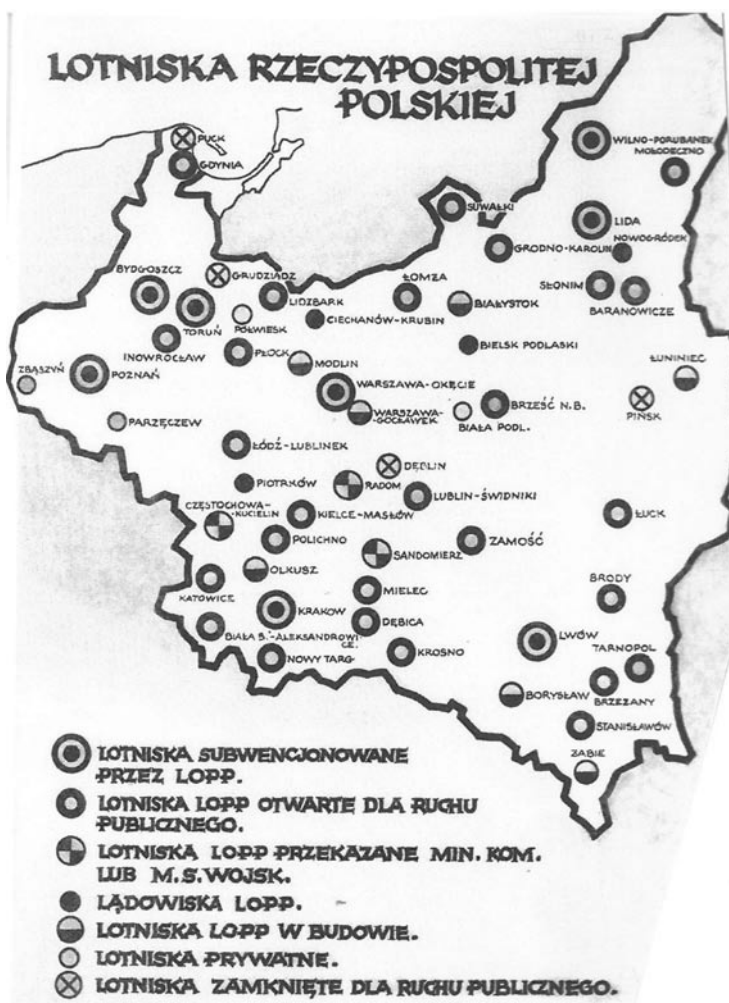 LOTNISKA RZECZYPOSPOLITEJ
POLSKIEJ
PUCK
GDYNIA
WILNO-PORUBANEK
MOŁODECZNO
SUWAŁKI
LIDA
GRODNO-KAROLIN
NOWOGRÓDEK
BYDGOSZCZ
GRUDZIĄDZ
LIDZBARK
ŁOMŻA
BIAŁYSTOK
SŁONIM
BARANOWICZE
TORUŃ
PÓŁWIESK
CIECHANÓW-KRUBIN
INOWROCŁAW
PŁOCK
BIELSK PODLASKI
ZBĄSZYŃ
POZNAŃ
MODLIN
ŁUNINIEC
WARSZAWA-OKĘCIE
WARSZAWA-
GOCŁAWEK
BRZEŚĆ N.B.
BIAŁA PODL.
PIŃSK
PARZĘCZEW
ŁÓDŹ-LUBLINEK
DĘBLIN
PIOTRKÓW
RADOM
LUBLIN-ŚWIDNIKI
CZĘSTOCHOWA-
-KUCIELIN
KIELCE-MASŁÓW
ŁUCK
POLICHNO
SANDOMIERZ
ZAMOŚĆ
OLKUSZ
KATOWICE
MIELEC
BRODY
KRAKÓW
DĘBICA
LWÓW
BIAŁA B.-ALEKSANDROWI
CE.
TARNOPOL
NOWY TARG
KROSNO
BORYSŁAW
BRZEŻANY
STANISŁAWÓW
ŻABIE
LOTNISKA SUBWENCJONOWANE
PRZEZ LOPP.
LOTNISKA LOPP OTWARTE DLA RUCHU
PUBLICZNEGO.
LOTNISKA LOPP PRZEKAZANE MIN. KOM.
LUB M.S.WOJSK.
LĄDOWISKA LOPP.
LOTNISKA LOPP W BUDOWIE.
LOTNISKA PRYWATNE.
LOTNISKA ZAMKNIĘTE DLA RUCHU PUBLICZNEGO.